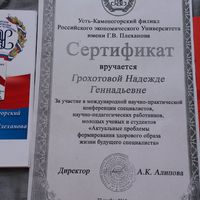 Усть-Каменогорский филиал
Российского экономического Университета
имени Г.В. Плеханова
Сертификат
вручается
Грохотовой Надежде
Геннадьевне
За участие в международной научно-практической
конференции специалистов,
научно-педагогических работников,
молодых ученых и студентов
«Актуальные проблемы
формирования здорового образа
жизни будущего специалиста»
Директор
А.К. Алипова